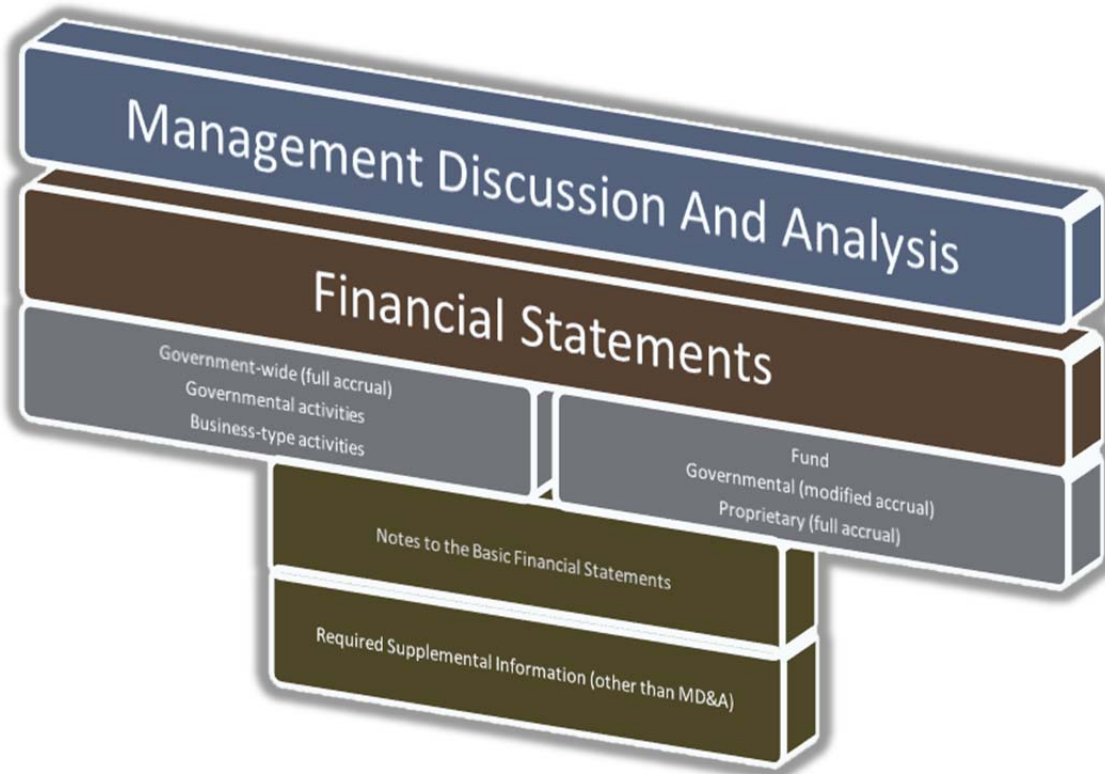 Management Discussion And Analysis
Financial Statements
Government-wide (full accrual)
Governmental activities
Business-type activities
Fund
Governmental (modified accrual)
Proprietary (full accrual)
Notes to the Basic Financial Statements
Required Supplemental Information (other than MD&A)